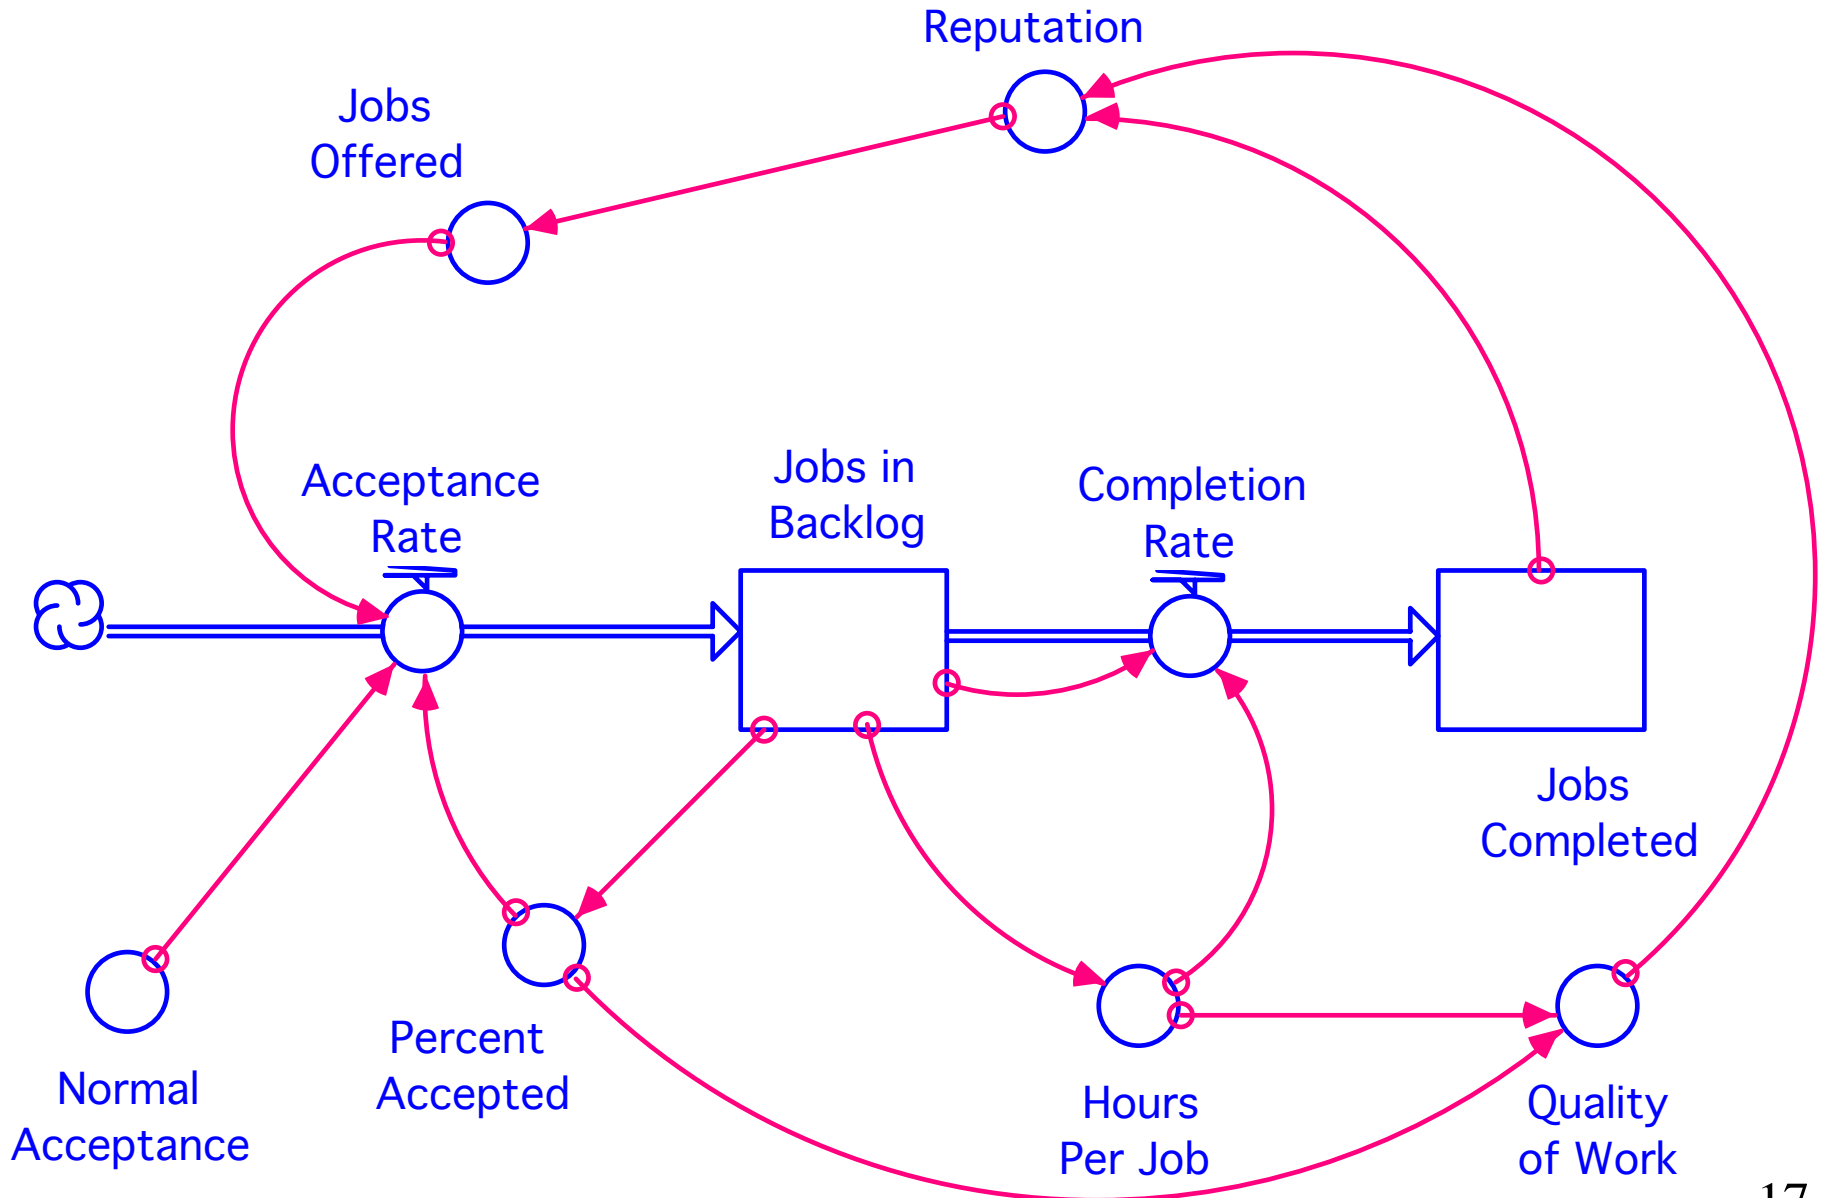 Reputation
Jobs
Offered
Acceptance
Rate
Jobs in
Backlog
Completion
Rate
Jobs
Completed
Percent
Accepted
Normal
Acceptance
Hours
Per Job
Quality
of Work
17